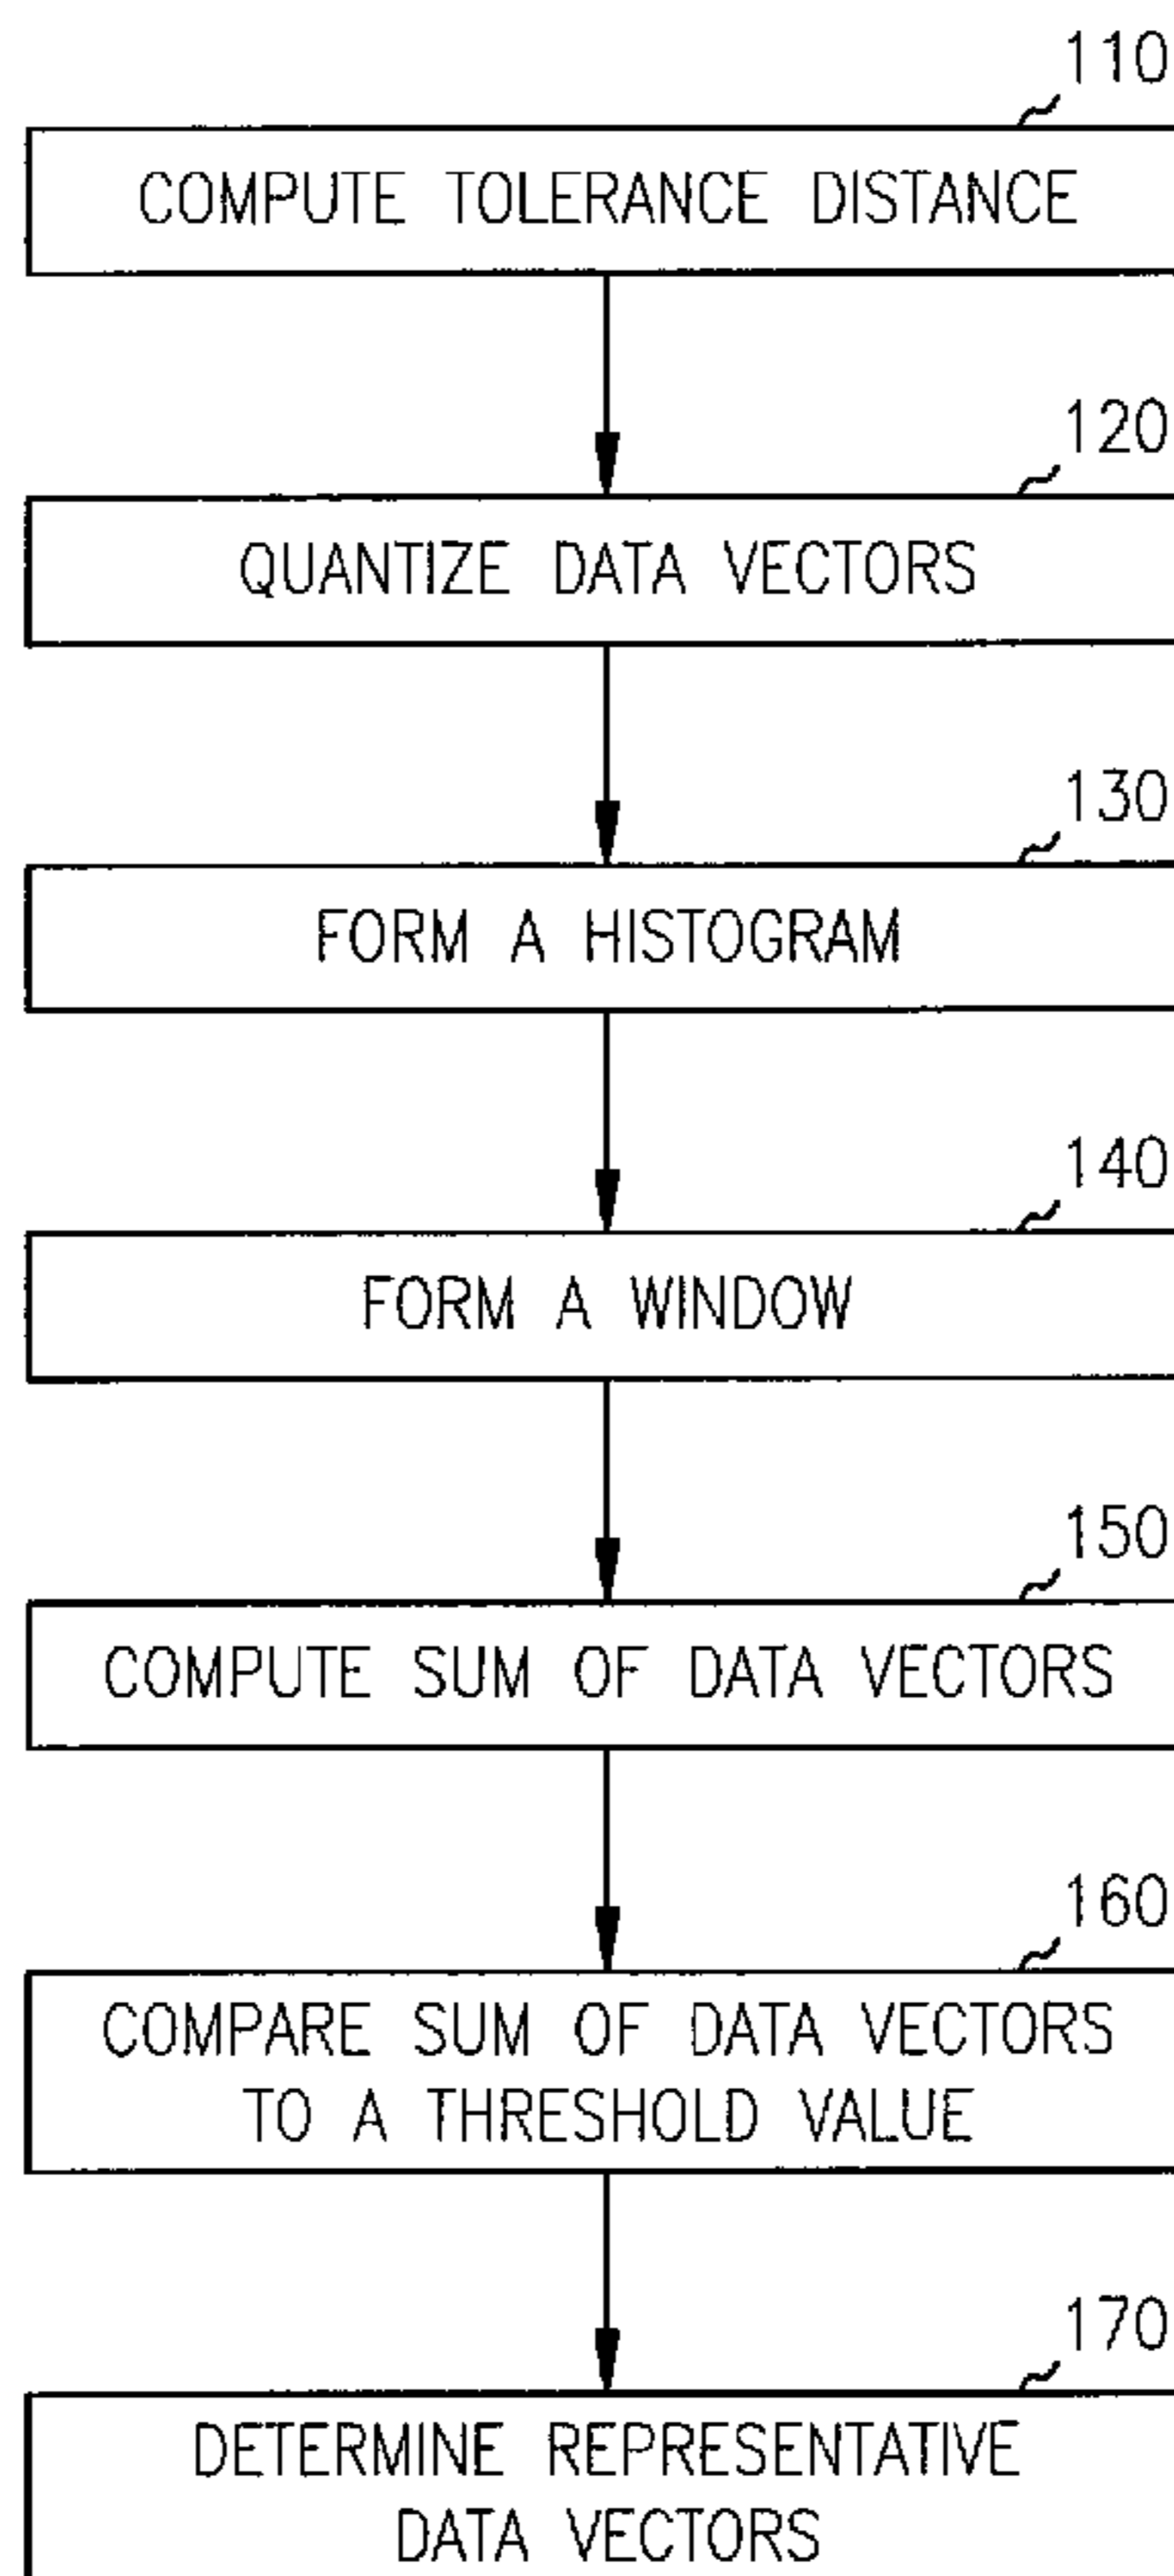 110
COMPUTE TOLERANCE DISTANCE
120
QUANTIZE DATA VECTORS
130
FORM A HISTOGRAM
140
FORM A WINDOW
150
COMPUTE SUM OF DATA VECTORS
160
COMPARE SUM OF DATA VECTORS
TO A THRESHOLD VALUE
170
DETERMINE REPRESENTATIVE
DATA VECTORS